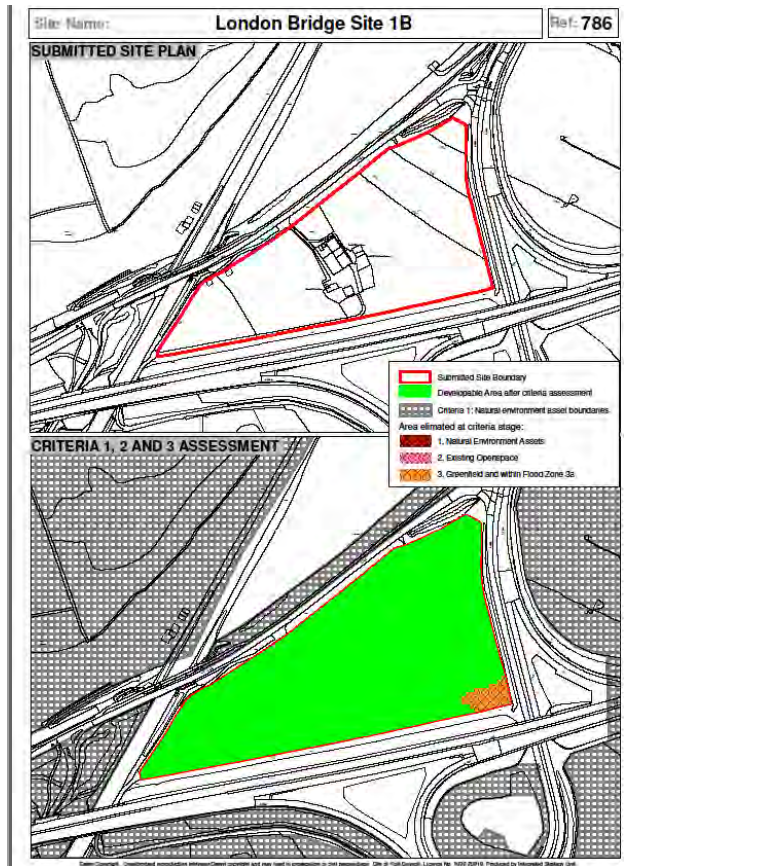 Site Name: London Bridge Site 1B Ref: 786
SUBMITTED SITE PLAN
Submitted Site Boundary
Developable Area after criteria assessment
Criteria 1: Natural environment asset boundaries
Area elimated at criteria stage:
1. Natural Environment Assets
2. Existing Openspace
3. Greenfield and within Flood Zone 3a
CRITERIA 1, 2 AND 3 ASSESSMENT